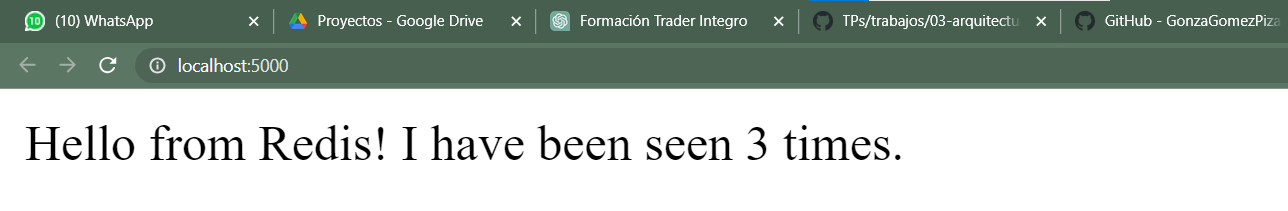 (10) WhatsApp
Proyectos - Google Drive
Formación Trader Integro
TPs/trabajos/03-arquitectu
GitHub - GonzaGomezPiza
localhost:5000
Hello from Redis! I have been seen 3 times.